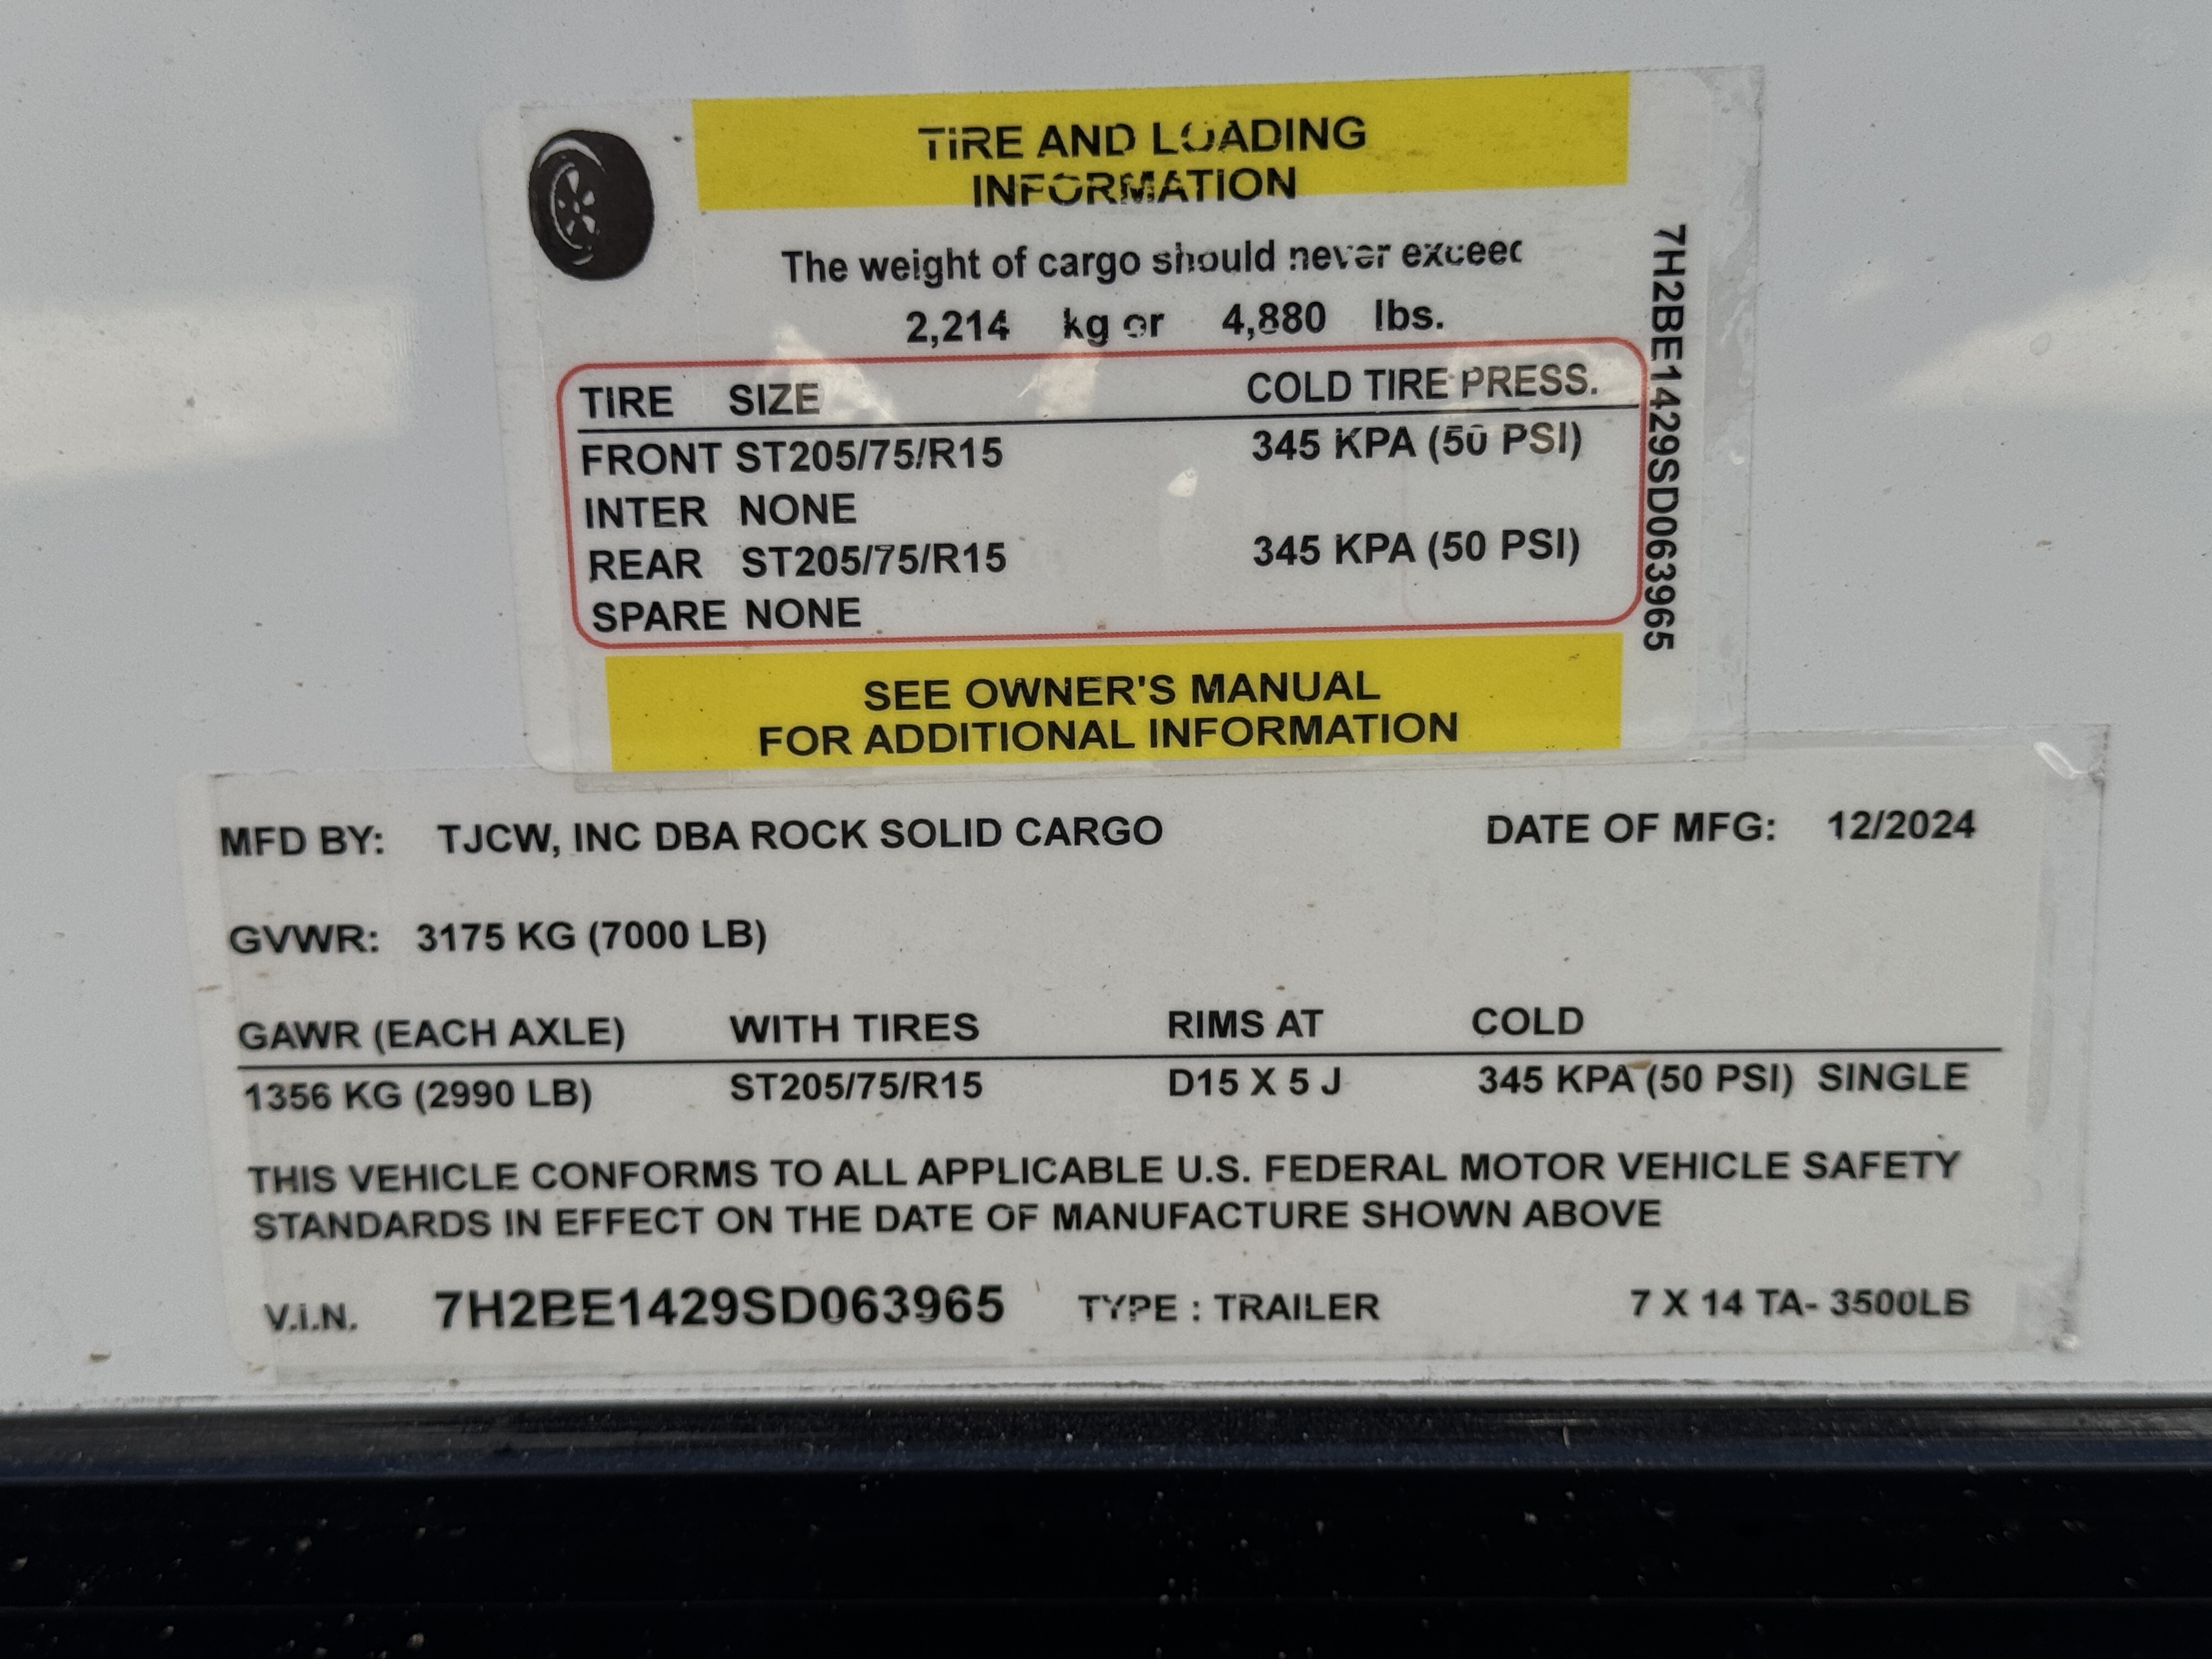 TIRE AND LOADING
INFORMATION
The weight of cargo should never exceed
2,214 kg or 4,880 lbs.
TIRE SIZE COLD TIRE PRESS.
FRONT ST205/75/R15 345 KPA (50 PSI)
INTER NONE
REAR ST205/75/R15 345 KPA (50 PSI)
SPARE NONE
SEE OWNER'S MANUAL
FOR ADDITIONAL INFORMATION
7H2BE1429SD063965
MFD BY: TJCW, INC DBA ROCK SOLID CARGO DATE OF MFG: 12/2024
GVWR: 3175 KG (7000 LB)
GAWR (EACH AXLE) WITH TIRES RIMS AT COLD
1356 KG (2990 LB) ST205/75/R15 D15 X 5 J 345 KPA (50 PSI) SINGLE
THIS VEHICLE CONFORMS TO ALL APPLICABLE U.S. FEDERAL MOTOR VEHICLE SAFETY
STANDARDS IN EFFECT ON THE DATE OF MANUFACTURE SHOWN ABOVE
V.I.N. 7H2BE1429SD063965 TYPE : TRAILER 7 X 14 TA- 3500LB